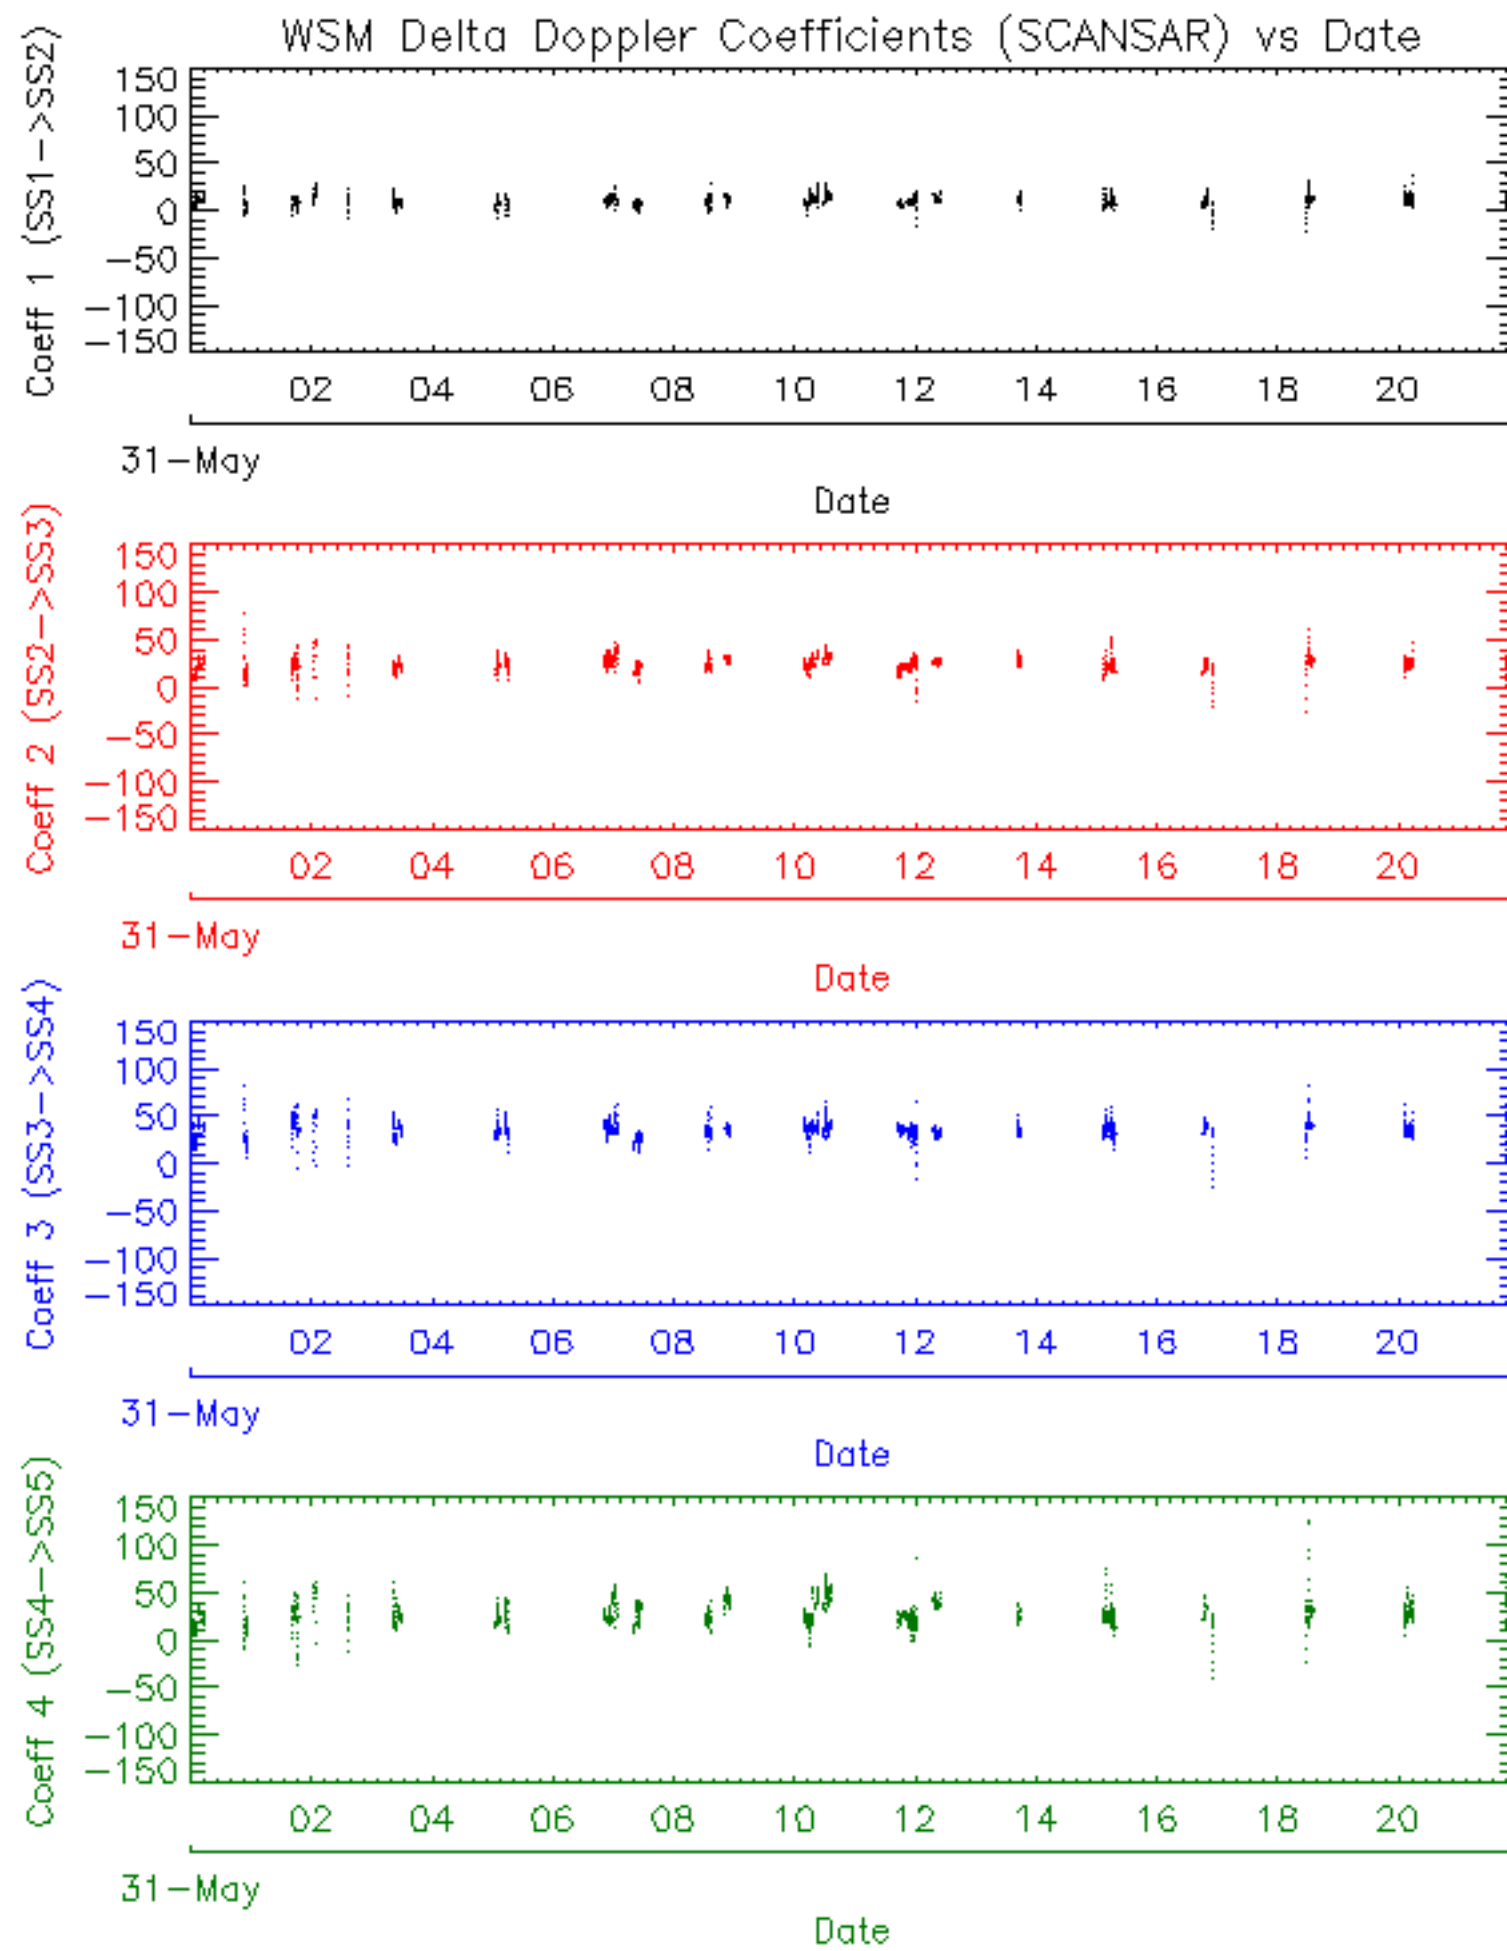 WSM Delta Doppler Coefficients (SCANSAR) vs Date
Coeff 1 (SS1->SS2)
150
100
50
0
-50
-100
-150
02 04 06 08 10 12 14 16 18 20
31-May
Date
Coeff 2 (SS2->SS3)
150
100
50
0
-50
-100
-150
02 04 06 08 10 12 14 16 18 20
31-May
Date
Coeff 3 (SS3->SS4)
150
100
50
0
-50
-100
-150
02 04 06 08 10 12 14 16 18 20
31-May
Date
Coeff 4 (SS4->SS5)
150
100
50
0
-50
-100
-150
02 04 06 08 10 12 14 16 18 20
31-May
Date